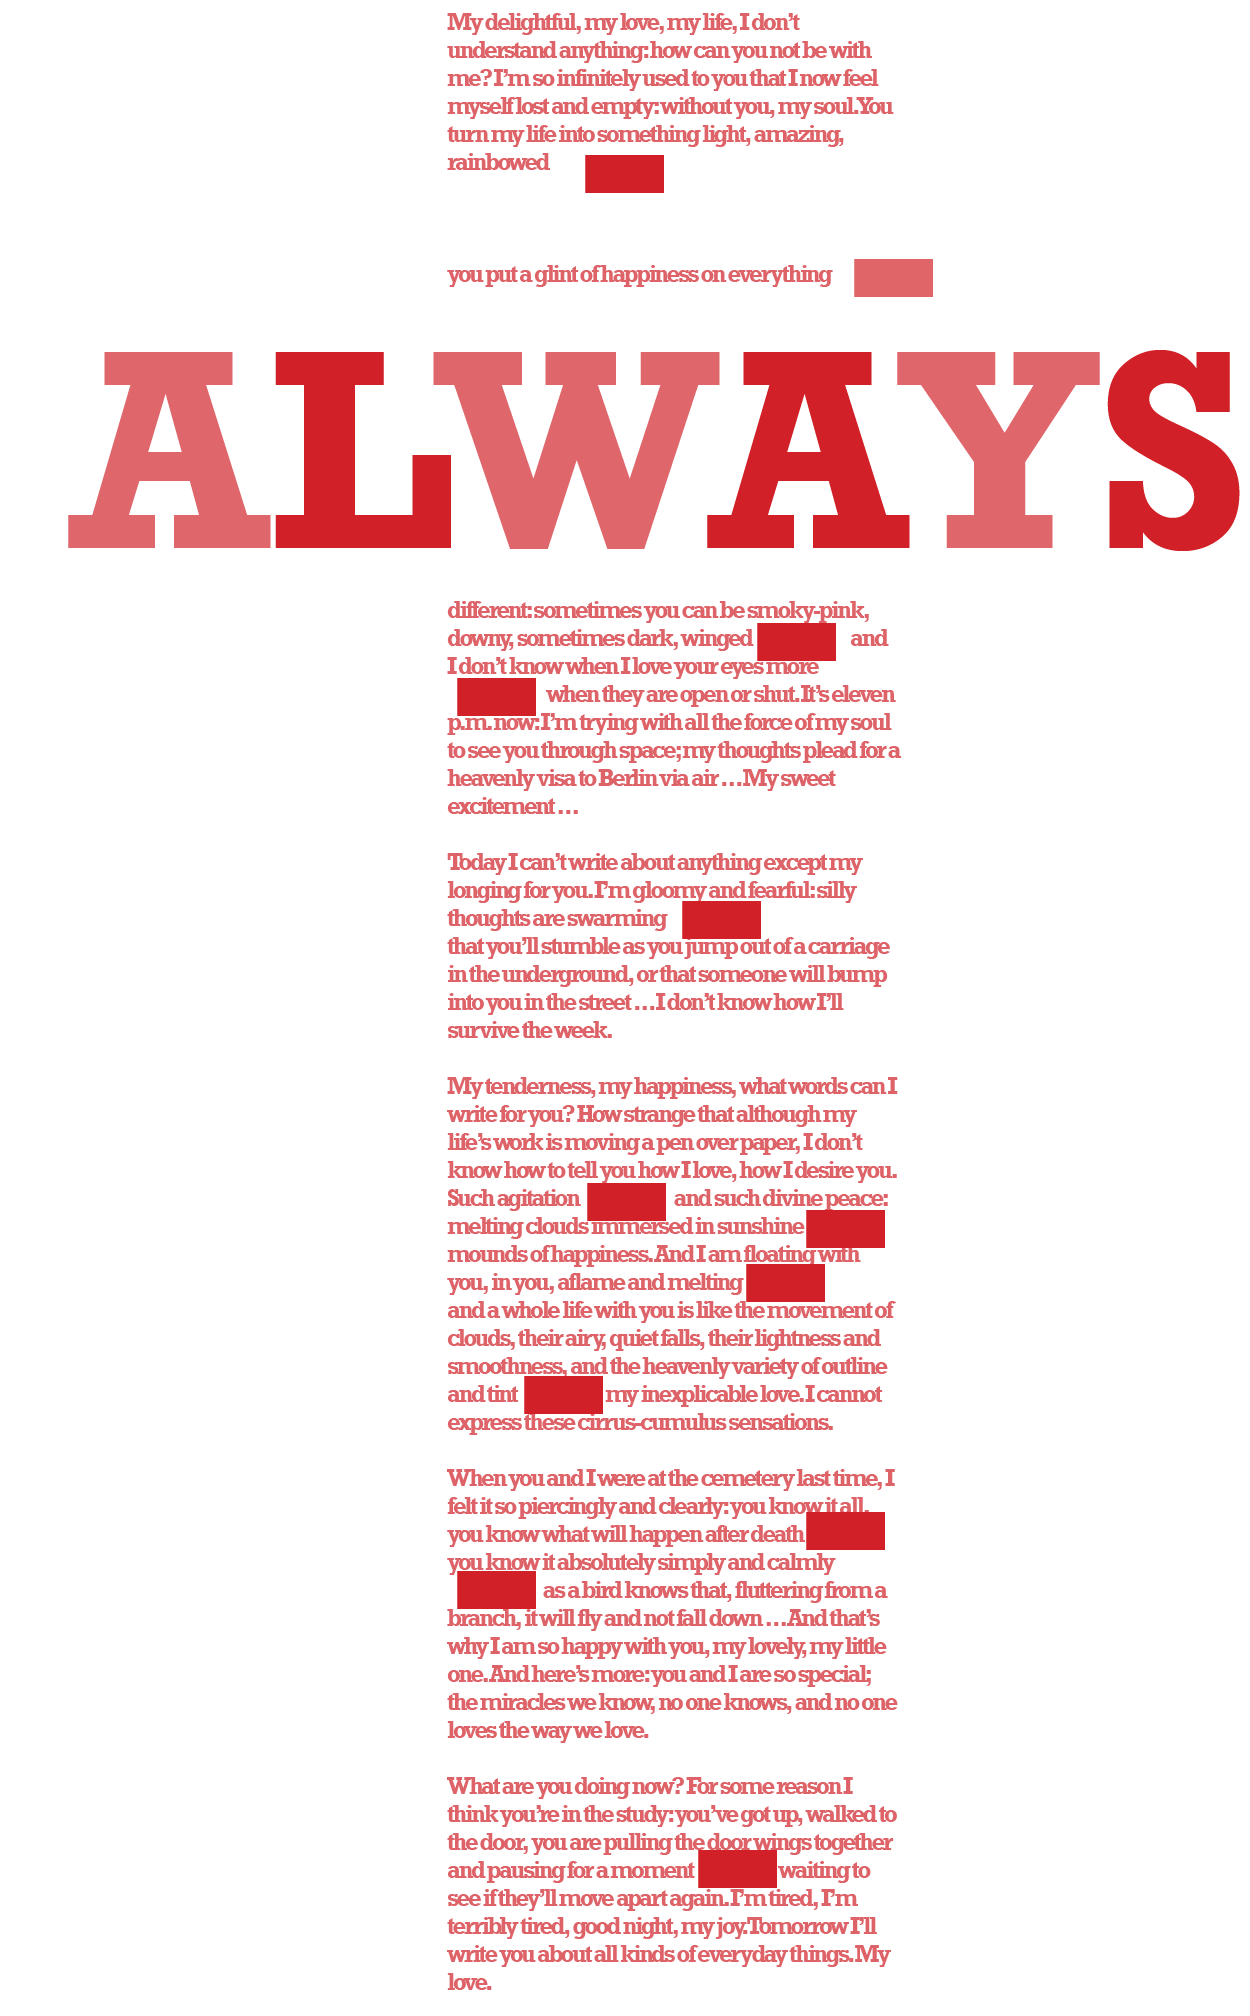 My delightful, my love, my life, I don't
understand anything: how can you not be with
me? I'm so infinitely used to you that I now feel
myself lost and empty: without you, my soul. You
turn my life into something light, amazing,
rainbowed
you put a glint of happiness on everything
ALWAYS
different: sometimes you can be smoky-pink,
downy, sometimes dark, winged and
I don't know when I love your eyes more
when they are open or shut. It's eleven
p.m. now: I'm trying with all the force of my soul
to see you through space; my thoughts plead for a
heavenly visa to Berlin via air ... My sweet
excitement ...
Today I can't write about anything except my
longing for you. I'm gloomy and fearful: silly
thoughts are swarming
that you'll stumble as you jump out of a carriage
in the underground, or that someone will bump
into you in the street ... I don't know how I'll
survive the week.
My tenderness, my happiness, what words can I
write for you? How strange that although my
life's work is moving a pen over paper, I don't
know how to tell you how I love, how I desire you.
Such agitation and such divine peace:
melting clouds immersed in sunshine
mounds of happiness. And I am floating with
you, in you, aflame and melting
and a whole life with you is like the movement of
clouds, their airy, quiet falls, their lightness and
smoothness, and the heavenly variety of outline
and tint my inexplicable love. I cannot
express these cirrus-cumulus sensations.
When you and I were at the cemetery last time, I
felt it so piercingly and clearly: you know it all,
you know what will happen after death
you know it absolutely simply and calmly
as a bird knows that, fluttering from a
branch, it will fly and not fall down ... And that's
why I am so happy with you, my lovely, my little
one. And here's more: you and I are so special;
the miracles we know, no one knows, and no one
loves the way we love.
What are you doing now? For some reason I
think you're in the study: you've got up, walked to
the door, you are pulling the door wings together
and pausing for a moment waiting to
see if they'll move apart again. I'm tired, I'm
terribly tired, good night, my joy. Tomorrow I'll
write you about all kinds of everyday things. My
love.